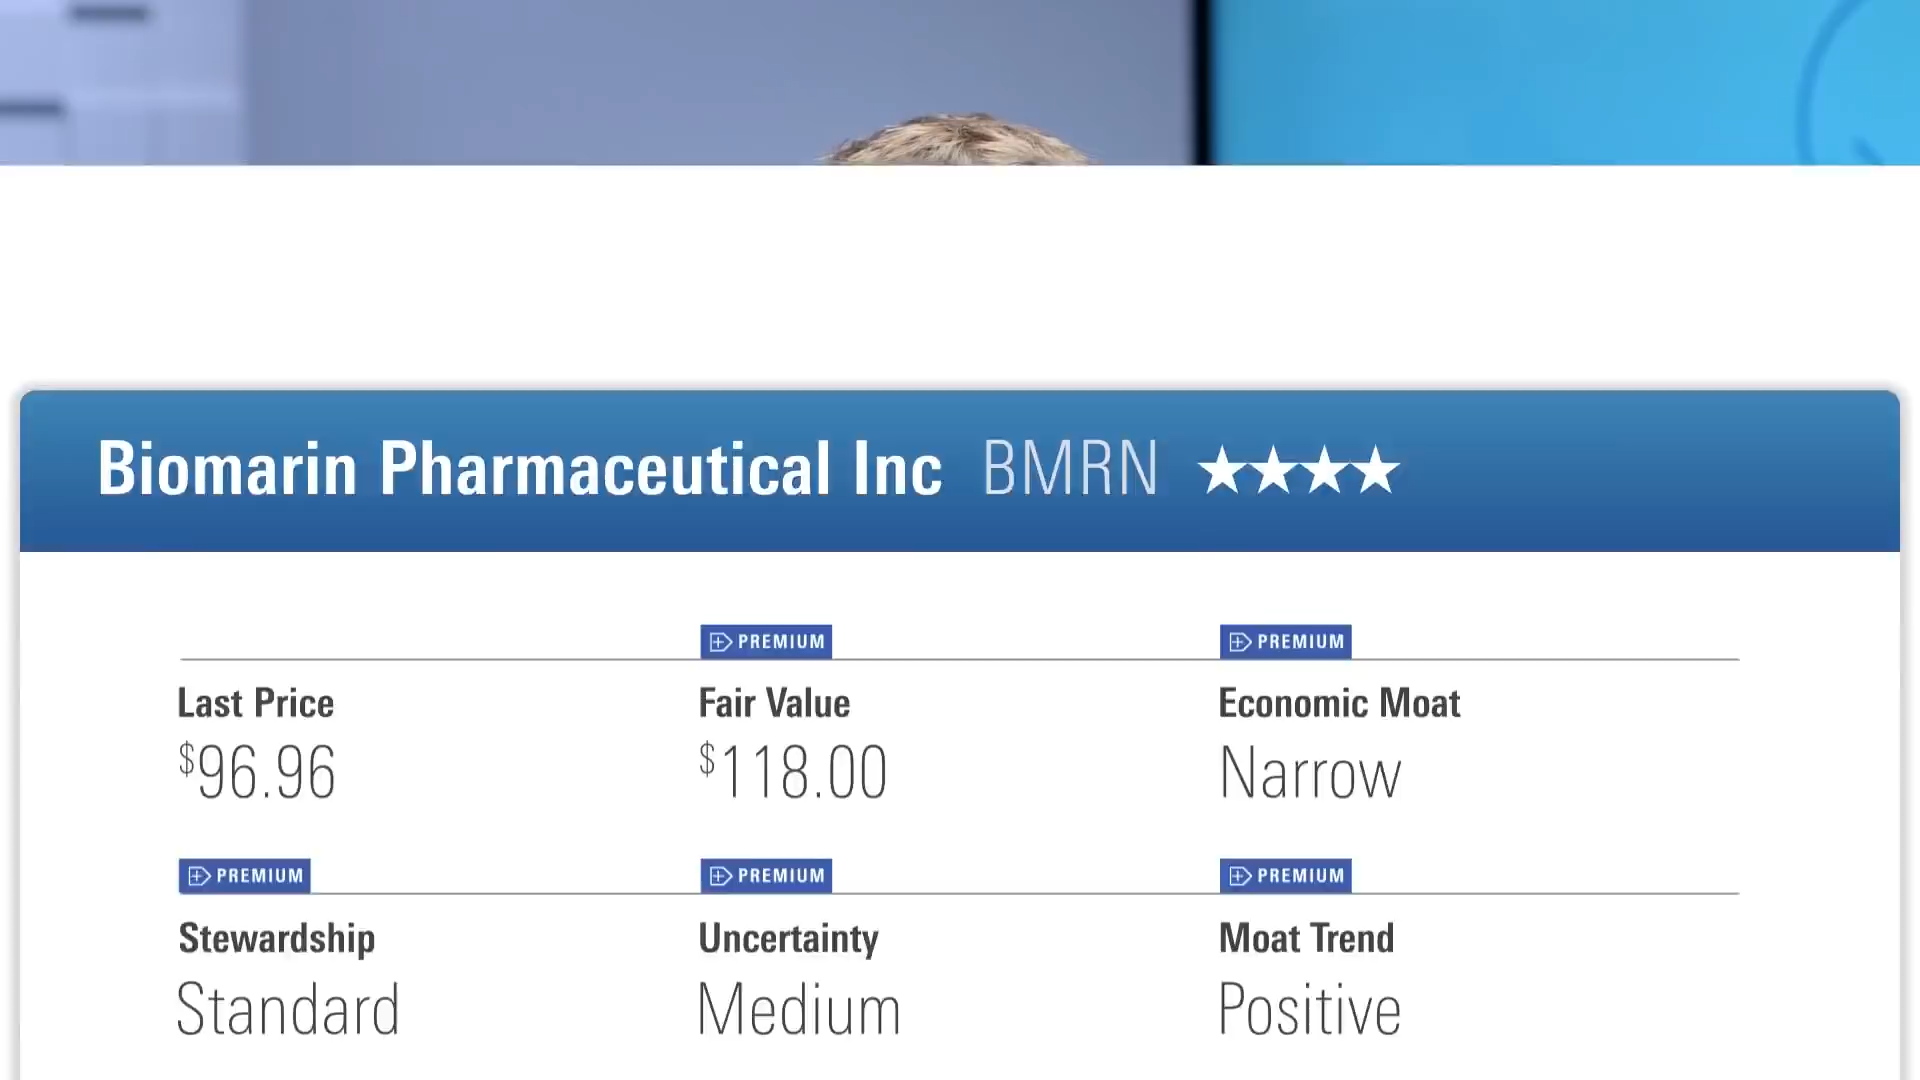 Biomarin Pharmaceutical Inc BMRN ★★★★
PREMIUM PREMIUM
Last Price Fair Value Economic Moat
$96.96 $118.00 Narrow
PREMIUM PREMIUM PREMIUM
Stewardship Uncertainty Moat Trend
Standard Medium Positive